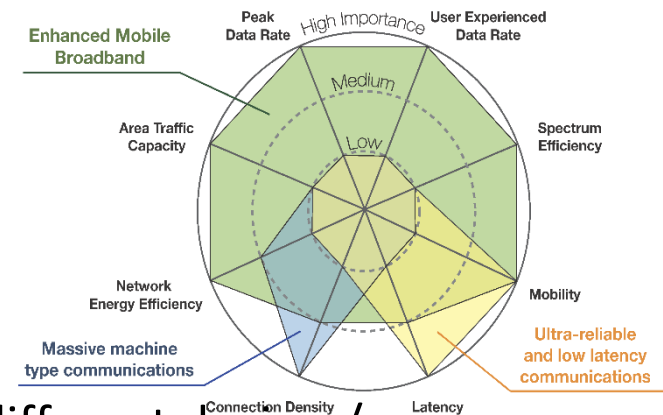 Peak
Data Rate
High Importance
User Experienced
Data Rate
Enhanced Mobile
Broadband
Medium
Area Traffic
Capacity
Low
Spectrum
Efficiency
Network
Energy Efficiency
Mobility
Massive machine
type communications
Ultra-reliable
and low latency
communications
Connection Density
Latency